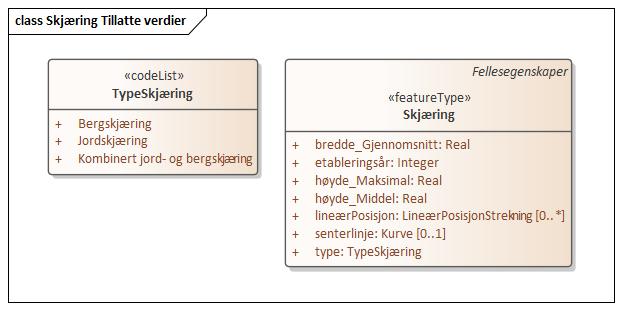 class Skjæring Tillatte verdier
«codeList»
TypeSkjæring
+ Bergskjæring
+ Jordskjæring
+ Kombinert jord- og bergskjæring
Fellesegenskaper
«featureType»
Skjæring
+ bredde_Gjennomsnitt: Real
+ etableringsår: Integer
+ høyde_Maksimal: Real
+ høyde_Middel: Real
+ lineærPosisjon: LineærPosisjonStrekning [0..*]
+ senterlinje: Kurve [0..1]
+ type: TypeSkjæring